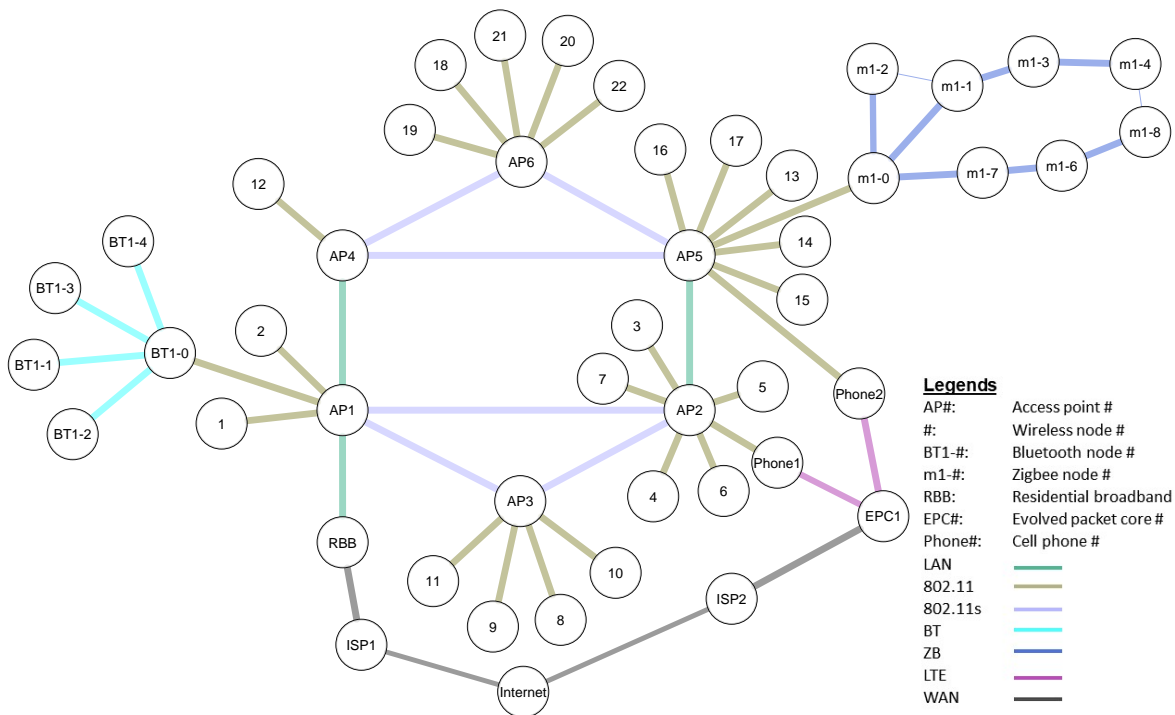 21
20
18
22
19
AP6
m1-2
m1-1
m1-3
m1-4
m1-8
m1-0
m1-7
m1-6
16
17
13
14
15
12
AP4
AP5
BT1-4
BT1-3
BT1-0
BT1-1
BT1-2
2
1
AP1
3
7
5
AP2
4
6
Phone2
Phone1
EPC1
AP3
RBB
11
9
8
10
ISP1
ISP2
Internet
Legends
AP#: Access point #
#: Wireless node #
BT1-#: Bluetooth node #
m1-#: Zigbee node #
RBB: Residential broadband
EPC#: Evolved packet core #
Phone#: Cell phone #
LAN
802.11
802.11s
BT
ZB
LTE
WAN